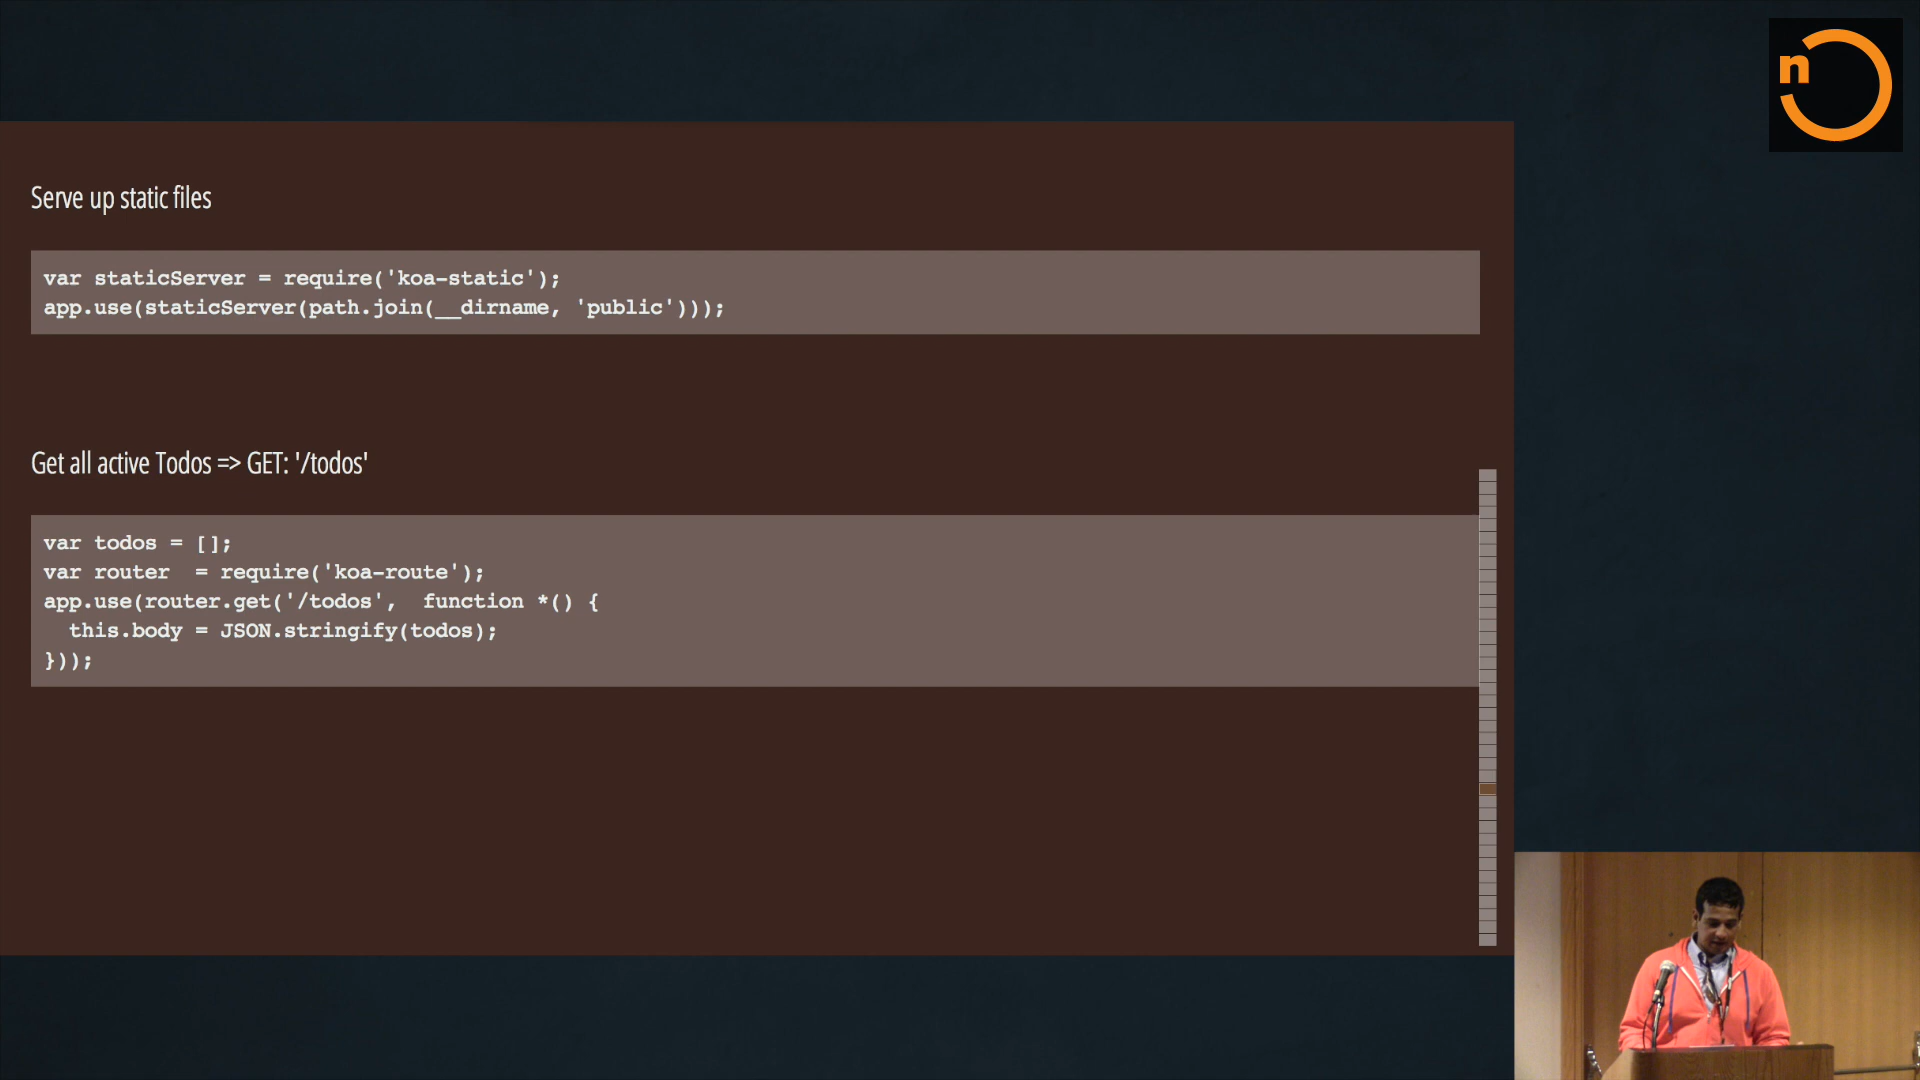 n
Serve up static files
var staticServer = require('koa-static');
app.use(staticServer(path.join(__dirname, 'public')));
Get all active Todos => GET: '/todos'
var todos = [];
var router  = require('koa-route');
app.use(router.get('/todos',  function *() {
  this.body = JSON.stringify(todos);
}));